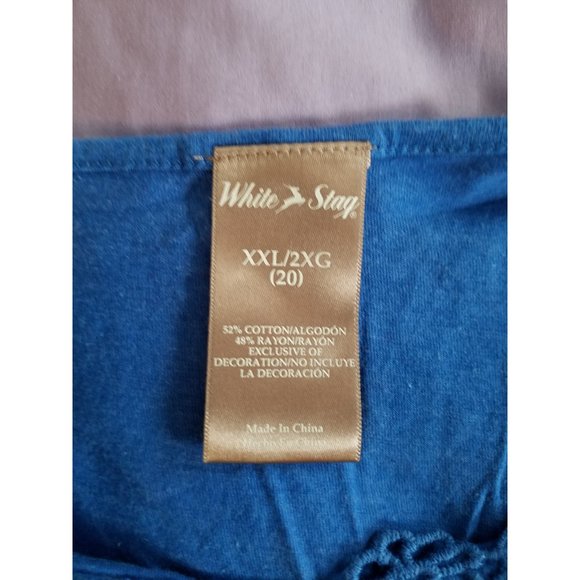 White Stag®
XXL/2XG
(20)
52% COTTON/ALGODÓN
48% RAYON/RAYÓN
EXCLUSIVE OF
DECORATION/NO INCLUYE
LA DECORACIÓN
Made In China
Hecho En China